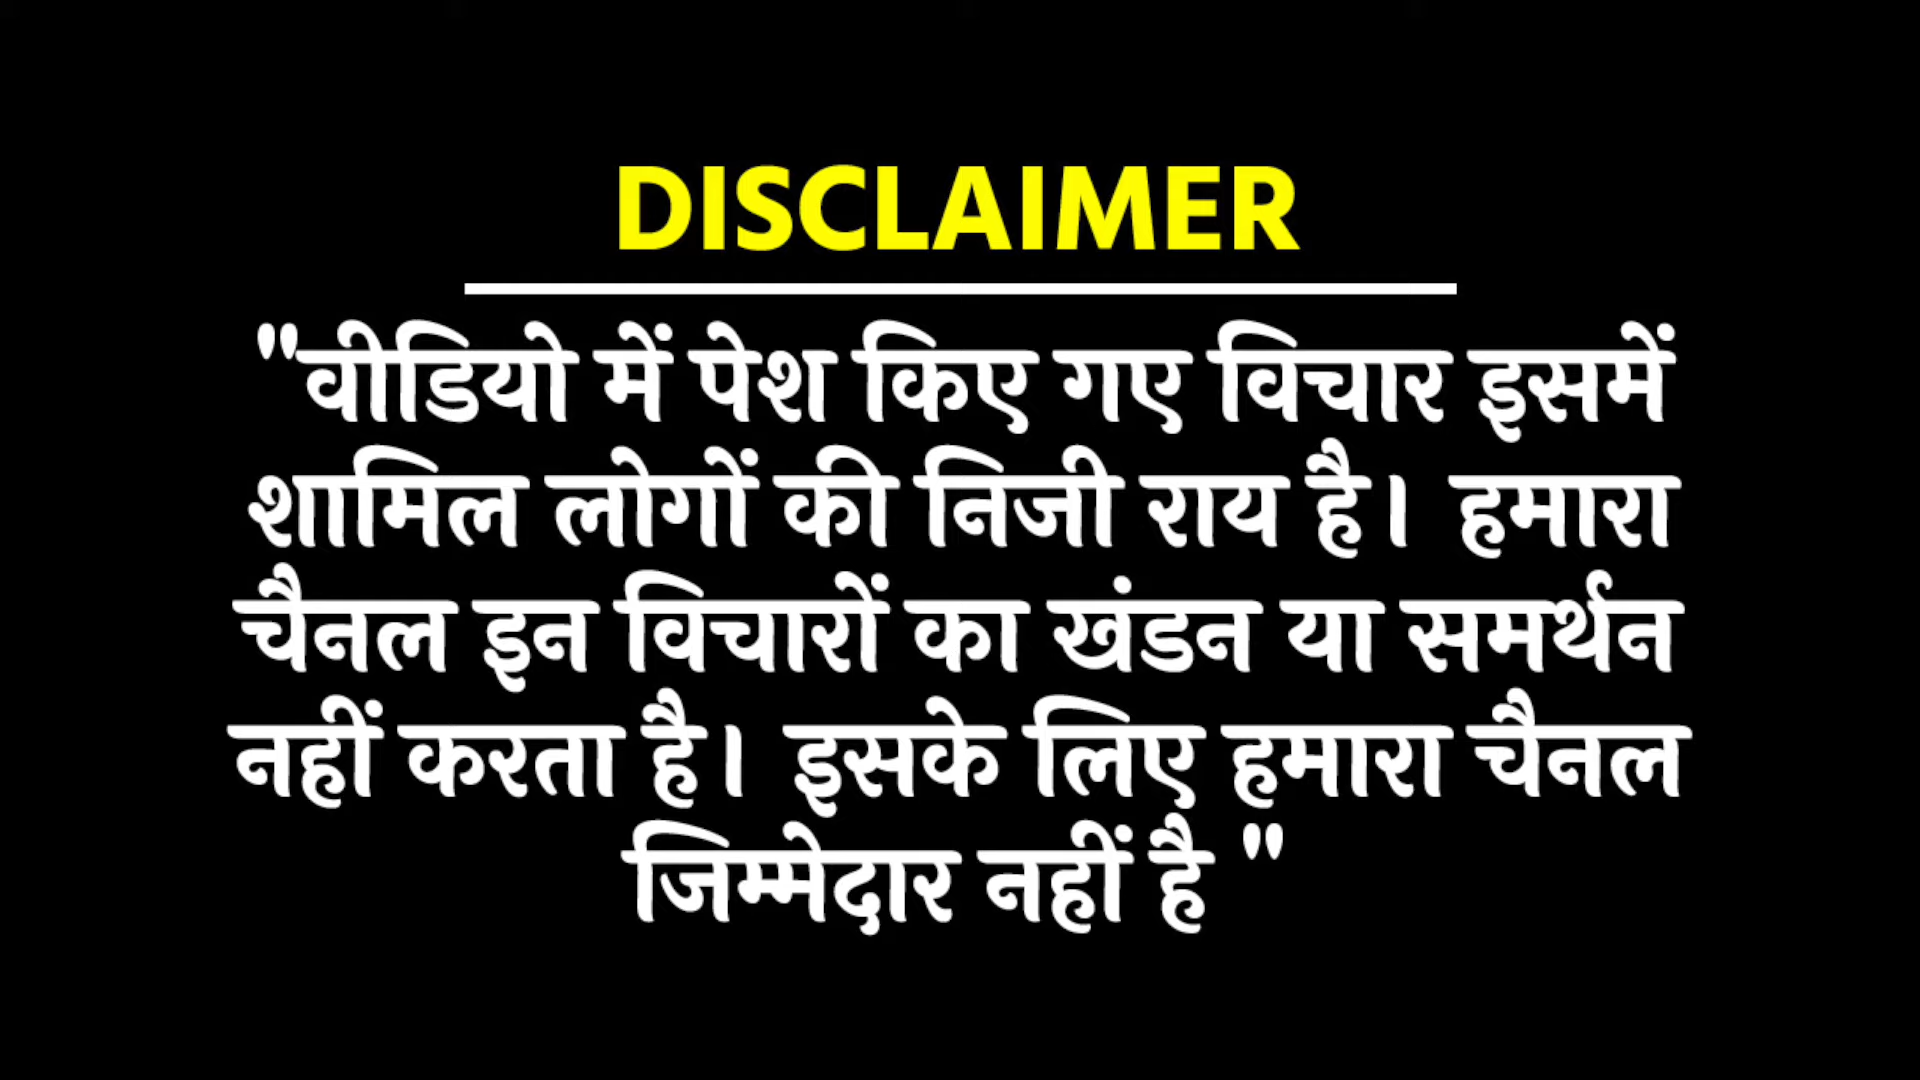 DISCLAIMER
"वीडियो में पेश किए गए विचार इसमें
शामिल लोगों की निजी राय है। हमारा
चैनल इन विचारों का खंडन या समर्थन
नहीं करता है। इसके लिए हमारा चैनल
जिम्मेदार नहीं है "